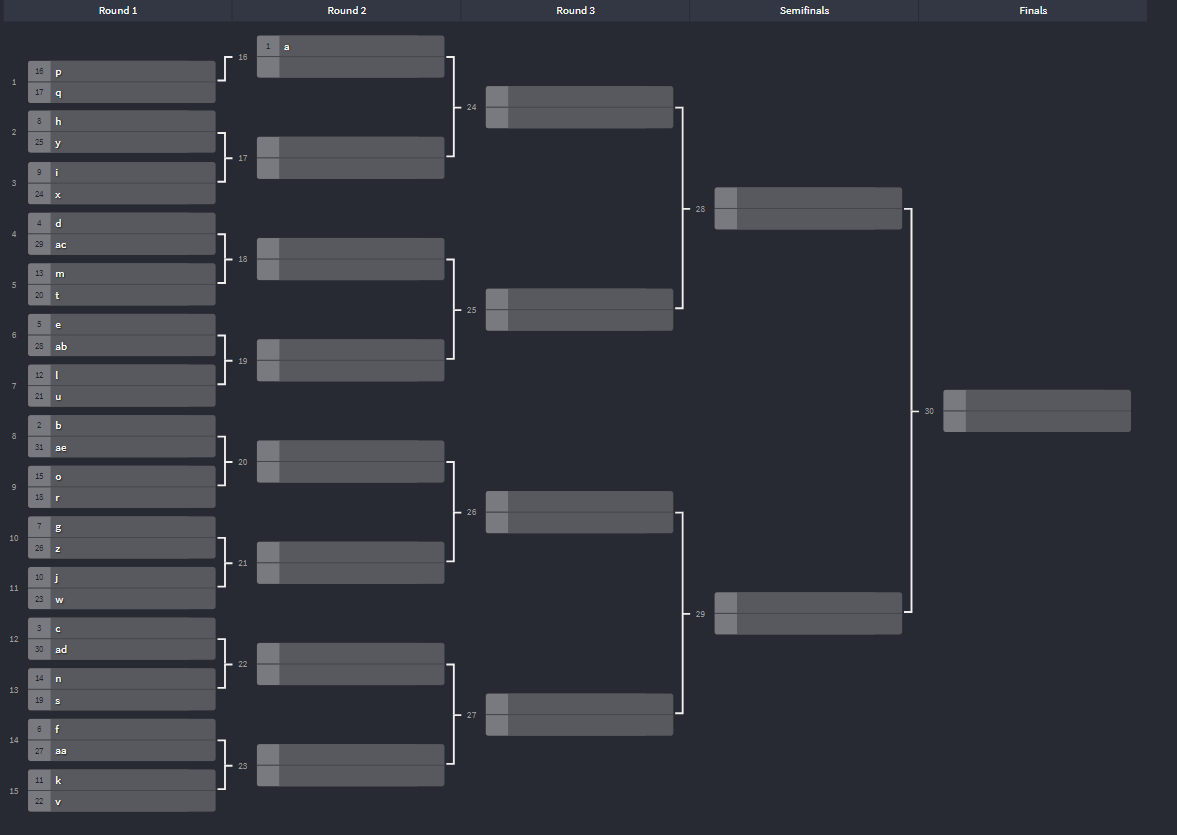 Round 1 Round 2 Round 3 Semifinals Finals
16 1 a
1 16 p
17 q
24
2 8 h
25 y
17
3 9 i
24 x
28
4 4 d
29 ac
18
5 13 m
20 t
25
6 5 e
28 ab
19
7 12 l
21 u
30
8 2 b
31 ae
20
9 15 o
18 r
26
10 7 g
26 z
21
11 10 j
23 w
29
12 3 c
30 ad
22
13 14 n
19 s
27
14 6 f
27 aa
23
15 11 k
22 v